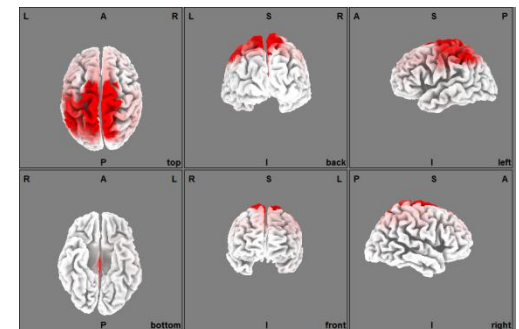 L A R L S R A S P
P top I back I left
R A L R S L P S A
P bottom I front I right